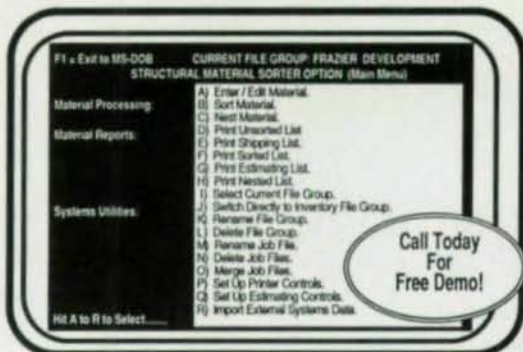 F1 = Exit to MS-DOB CURRENT FILE GROUP: FRAZIER DEVELOPMENT
STRUCTURAL MATERIAL SORTER OPTION (Main Menu)
Material Processing:
A) Enter / Edit Material.
B) Sort Material.
C) Nest Material.
Material Reports:
D) Print Unsorted List
E) Print Shipping List.
F) Print Sorted List.
G) Print Estimating List.
H) Print Nested List.
Systems Utilities:
I) Select Current File Group.
J) Switch Directly to Inventory File Group.
K) Rename File Group.
L) Delete File Group.
M) Rename Job File.
N) Delete Job Files.
O) Merge Job Files.
P) Set Up Printer Controls.
Q) Set Up Estimating Controls.
R) Import External Systems Data.
Hit A to R to Select.......
Call Today
For
Free Demo!